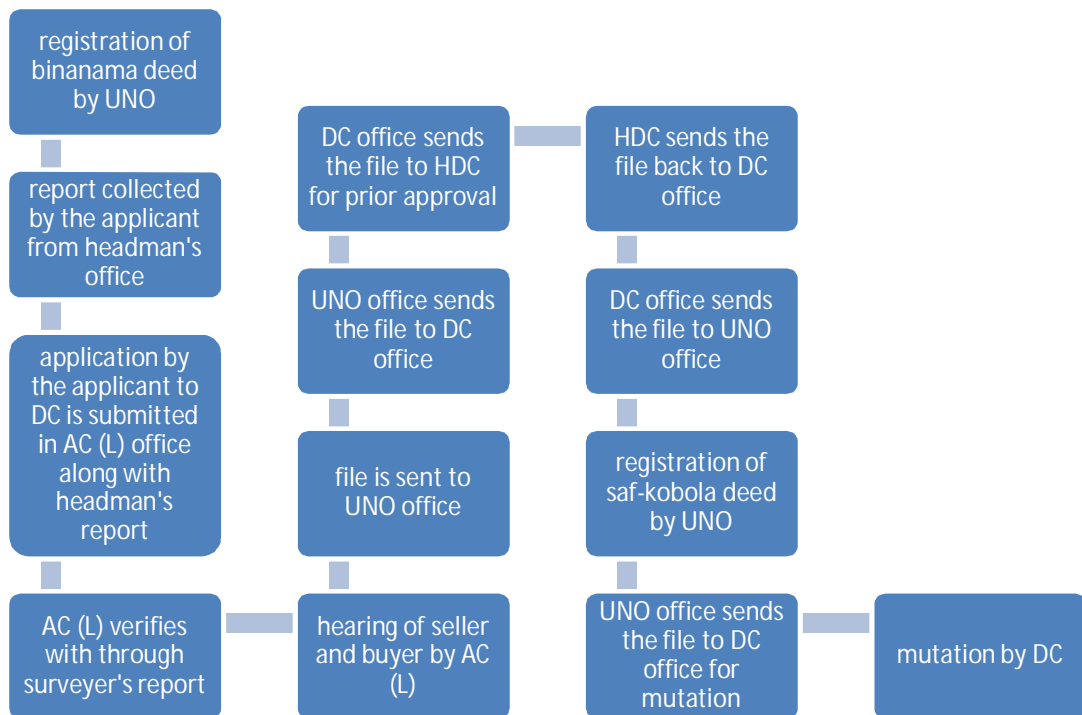 registration of
binanama deed
by UNO
report collected
by the applicant
from headman's
office
application by
the applicant to
DC is submitted
in AC (L) office
along with
headman's
report
AC (L) verifies
with through
surveyer's report
hearing of seller
and buyer by AC
(L)
file is sent to
UNO office
UNO office sends
the file to DC
office
DC office sends
the file to HDC
for prior approval
HDC sends the
file back to DC
office
DC office sends
the file to UNO
office
registration of
saf-kobola deed
by UNO
UNO office sends
the file to DC
office for
mutation
mutation by DC